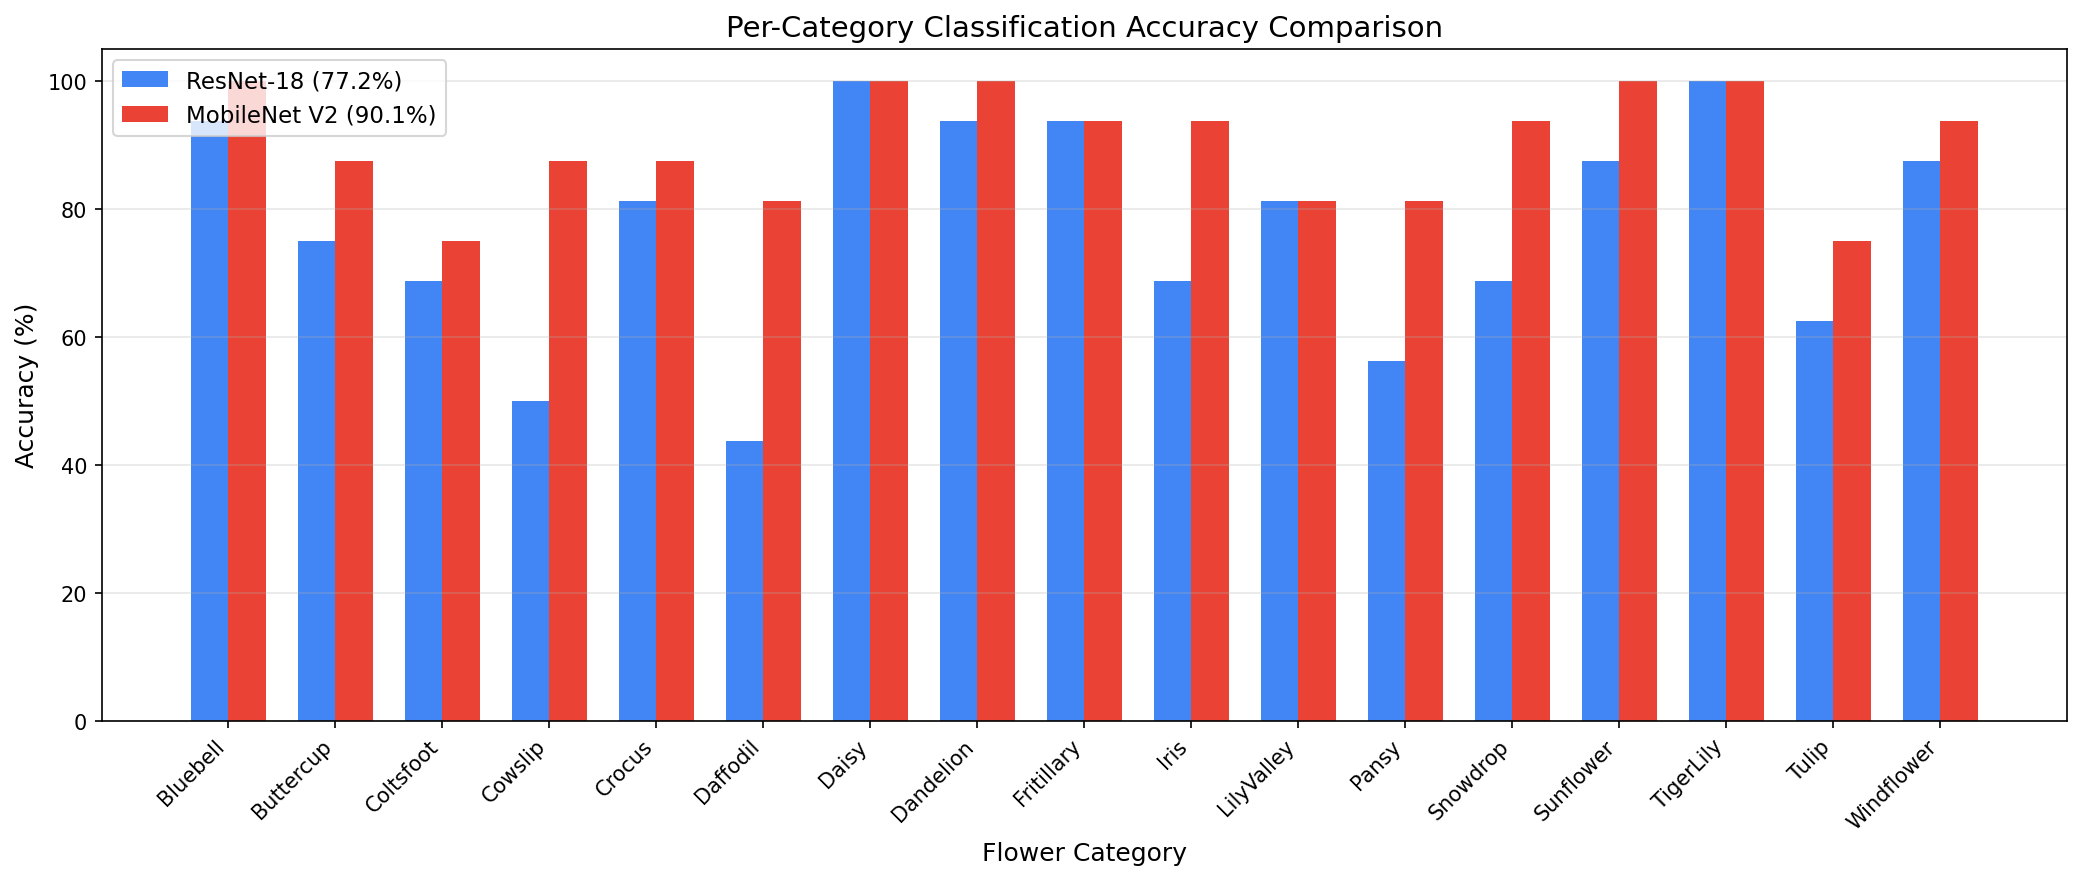 Per-Category Classification Accuracy Comparison
ResNet-18 (77.2%)
MobileNet V2 (90.1%)
Accuracy (%)
100
80
60
40
20
0
Bluebell
Buttercup
Coltsfoot
Cowslip
Crocus
Daffodil
Daisy
Dandelion
Fritillary
Iris
LilyValley
Pansy
Snowdrop
Sunflower
TigerLily
Tulip
Windflower
Flower Category